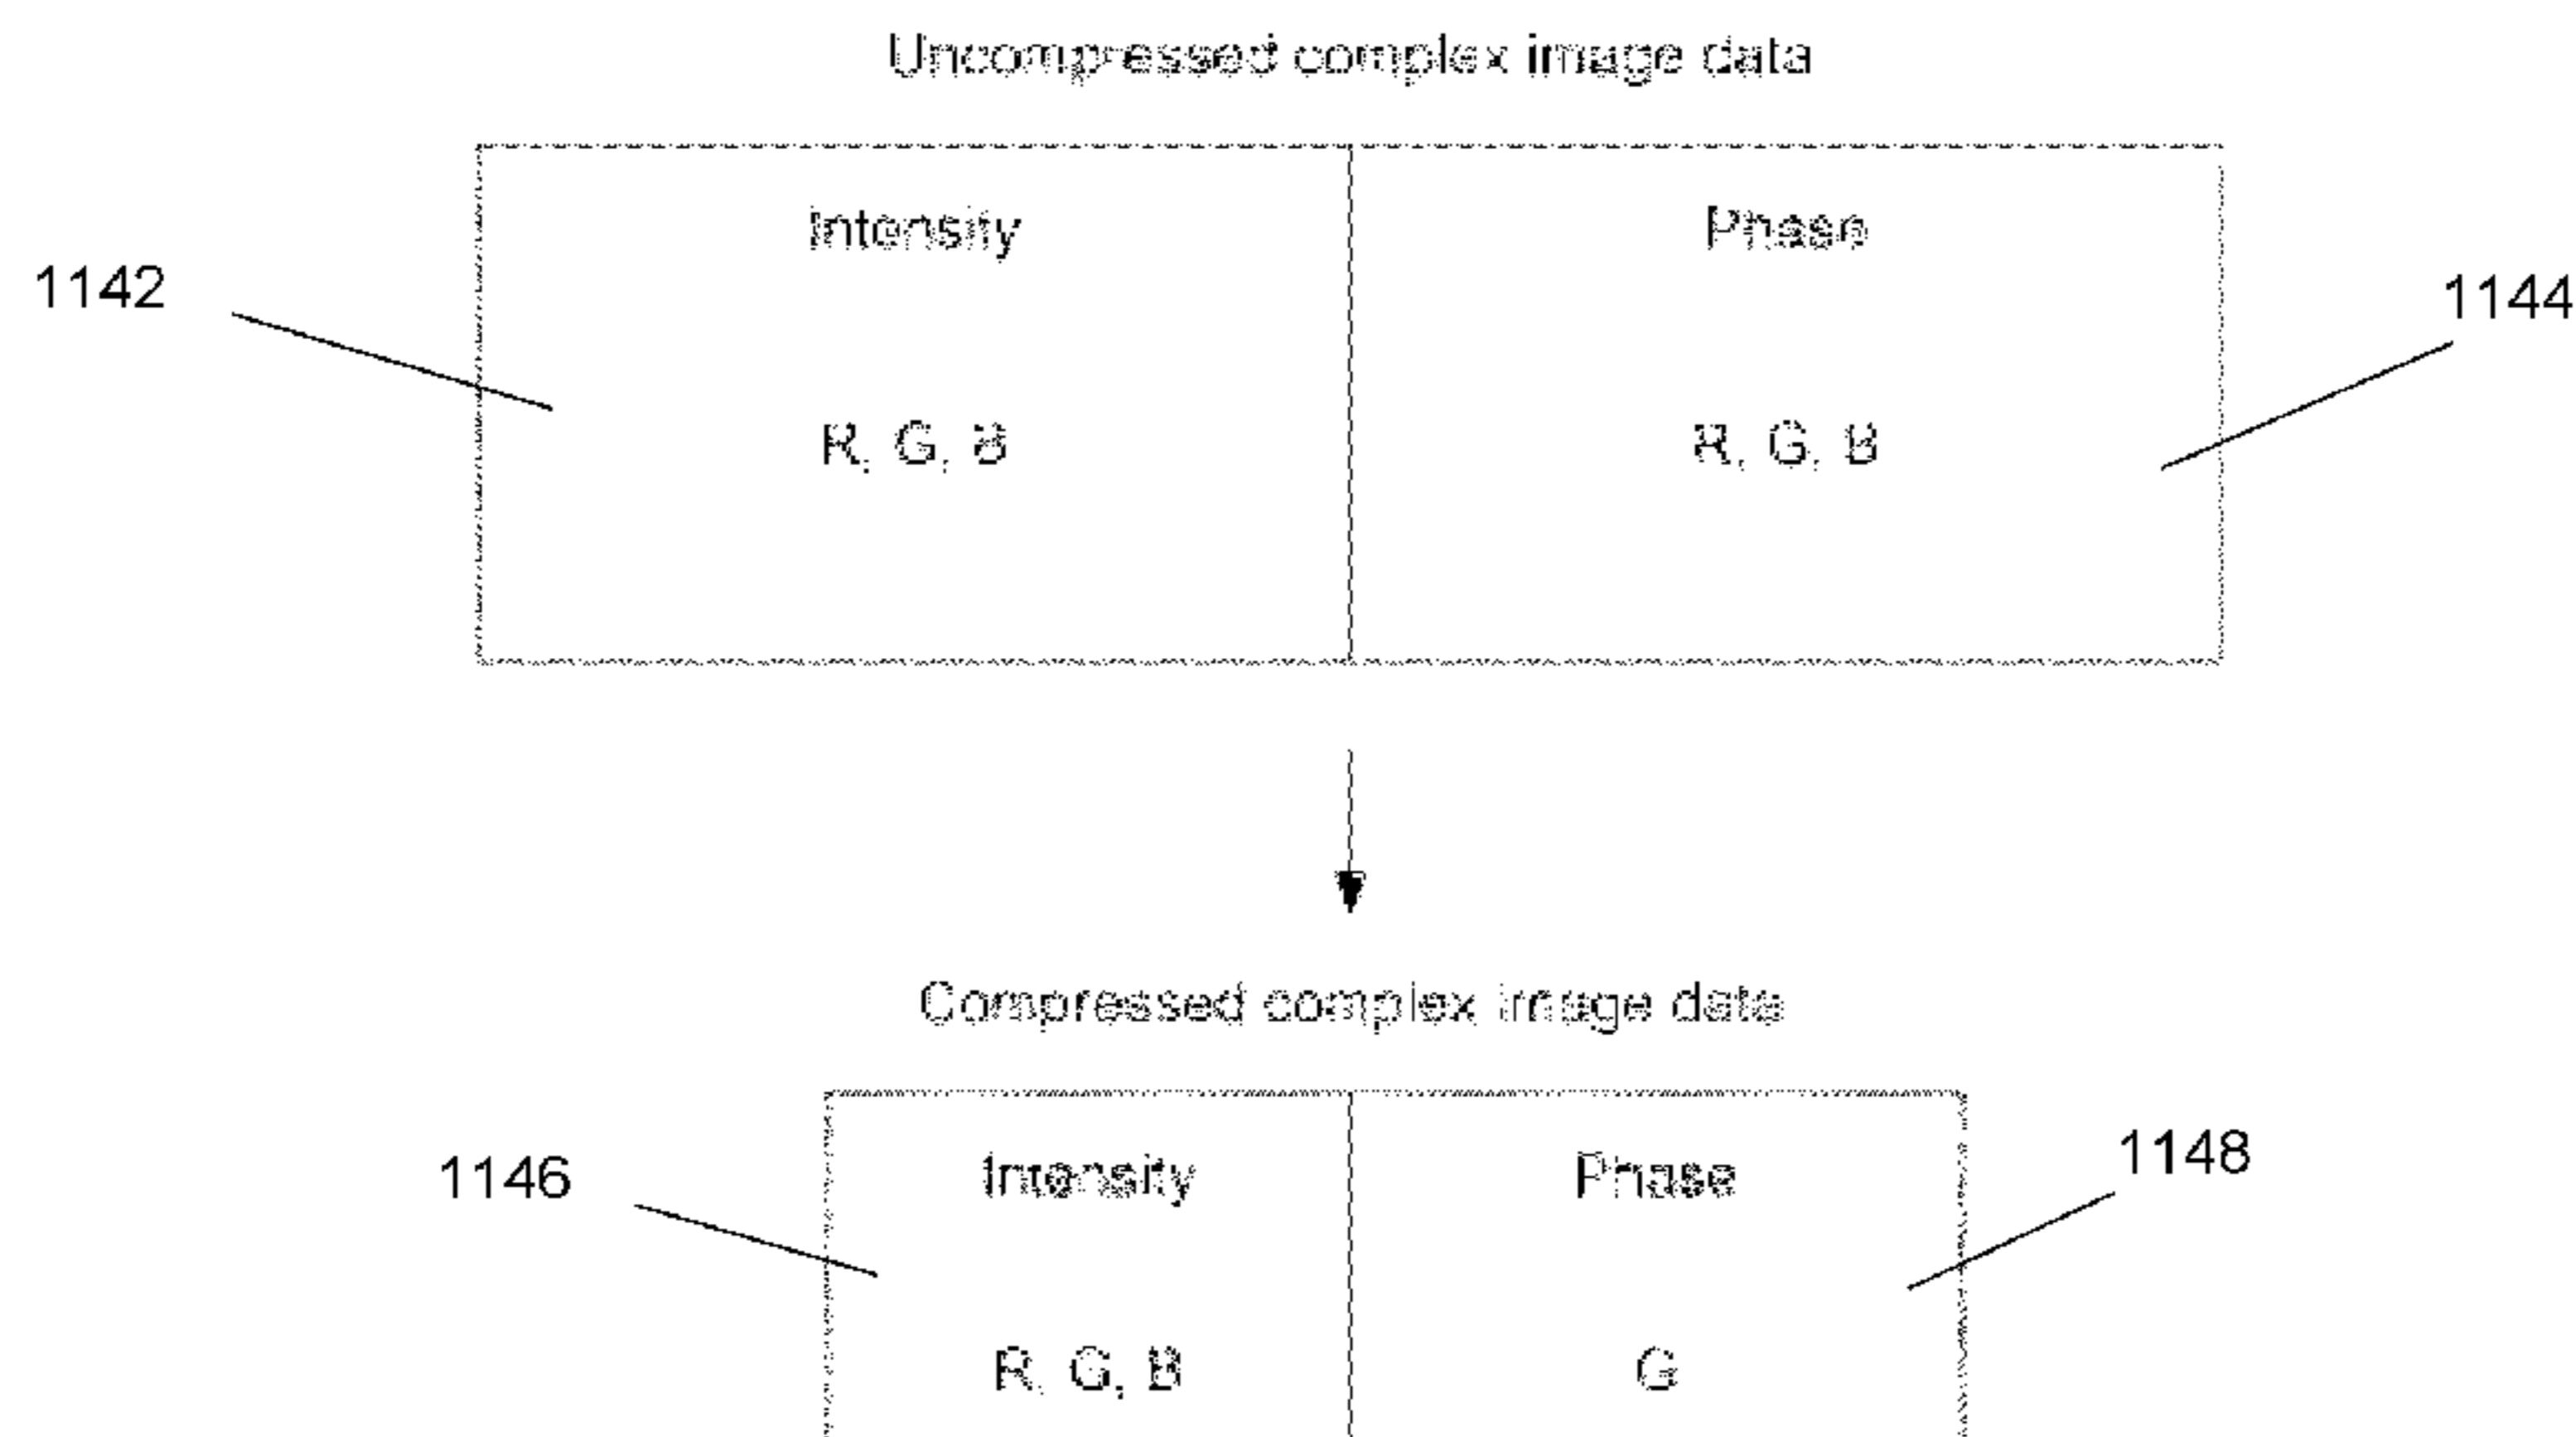 Uncompressed complex image data
Intensity
Phase
1142
1144
R, G, B
R, G, B
Compressed complex image data
Intensity
Phase
1146
1148
R, G, B
G